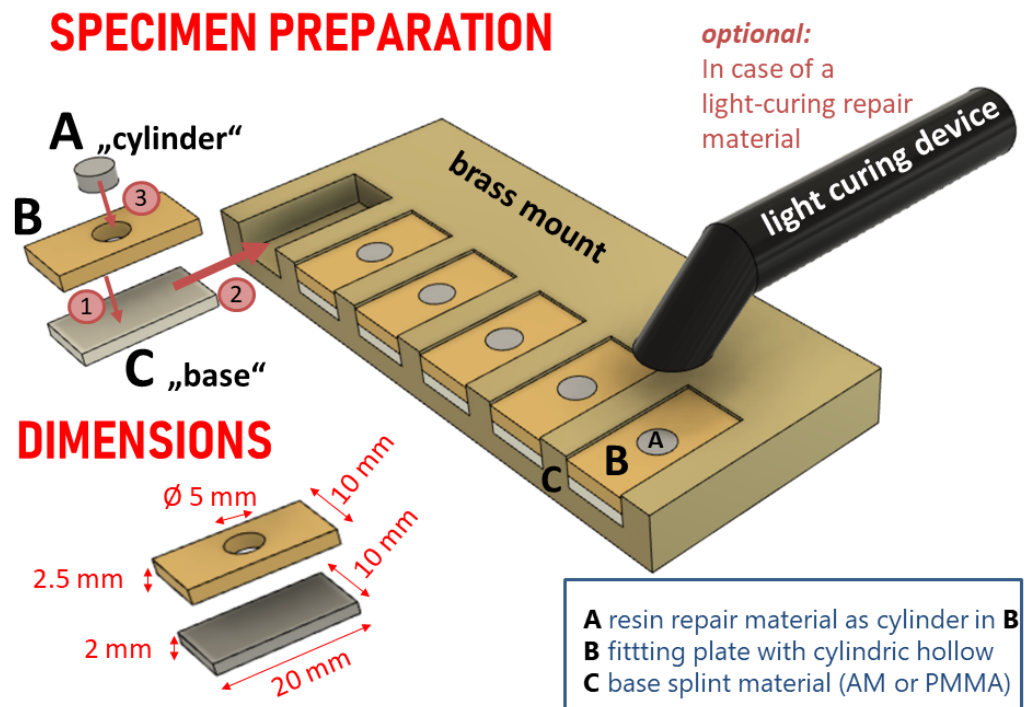 SPECIMEN PREPARATION
optional:
In case of a
light-curing repair
material
A „cylinder“
3
B
1
2
C „base“
brass mount
light curing device
A
B
C
DIMENSIONS
Ø 5 mm
10 mm
10 mm
2.5 mm
2 mm
20 mm
A resin repair material as cylinder in B
B fittting plate with cylindric hollow
C base splint material (AM or PMMA)